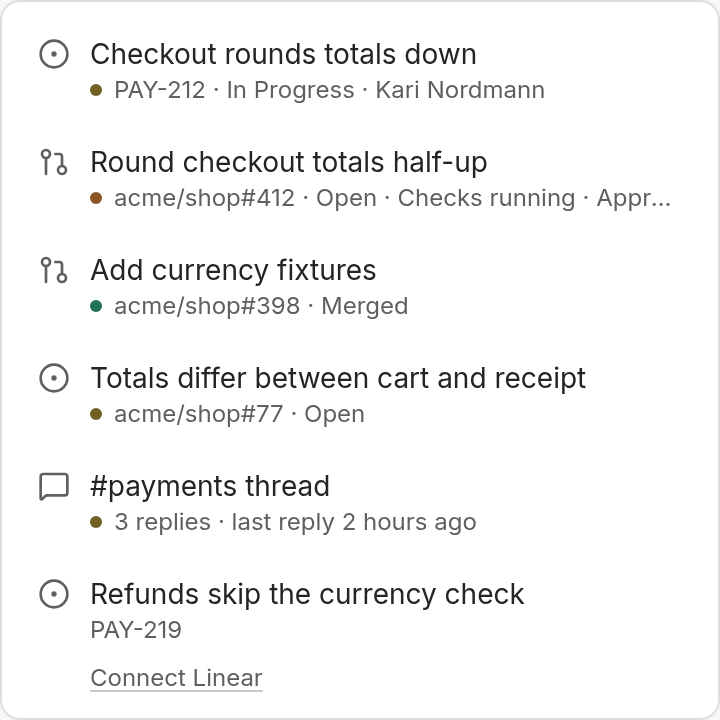 Checkout rounds totals down
PAY-212 · In Progress · Kari Nordmann
Round checkout totals half-up
acme/shop#412 · Open · Checks running · Appr...
Add currency fixtures
acme/shop#398 · Merged
Totals differ between cart and receipt
acme/shop#77 · Open
#payments thread
3 replies · last reply 2 hours ago
Refunds skip the currency check
PAY-219
Connect Linear